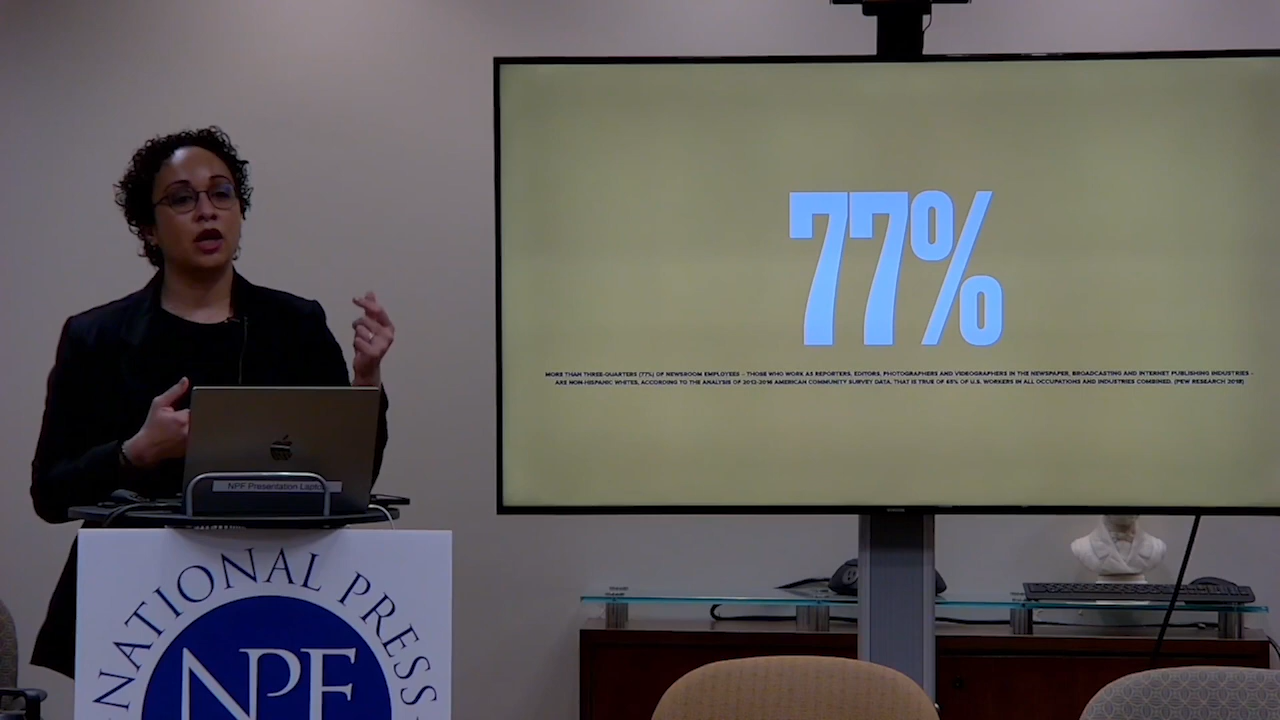 77%
MORE THAN THREE-QUARTERS (77%) OF NEWSROOM EMPLOYEES - THOSE WHO WORK AS REPORTERS, EDITORS, PHOTOGRAPHERS AND VIDEOGRAPHERS IN THE NEWSPAPER, BROADCASTING AND INTERNET PUBLISHING INDUSTRIES -
ARE NON-HISPANIC WHITES, ACCORDING TO THE ANALYSIS OF 2012-2016 AMERICAN COMMUNITY SURVEY DATA. THAT IS TRUE OF 65% OF U.S. WORKERS IN ALL OCCUPATIONS AND INDUSTRIES COMBINED. (PEW RESEARCH 2018)
NPF Presentation Laptop
NATIONAL PRESS
NPF